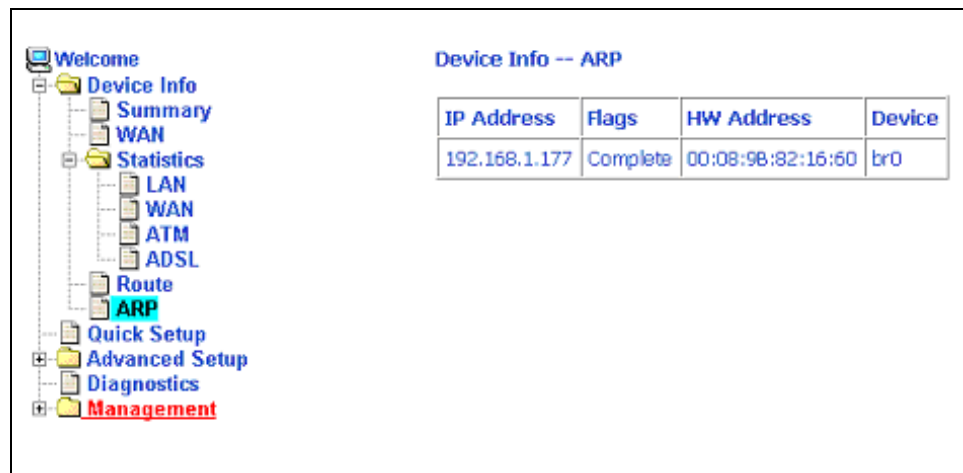 Welcome
Device Info
Summary
WAN
Statistics
LAN
WAN
ATM
ADSL
Route
ARP
Quick Setup
Advanced Setup
Diagnostics
Management
Device Info -- ARP
IP Address Flags HW Address Device
192.168.1.177 Complete 00:08:9B:82:16:60 br0